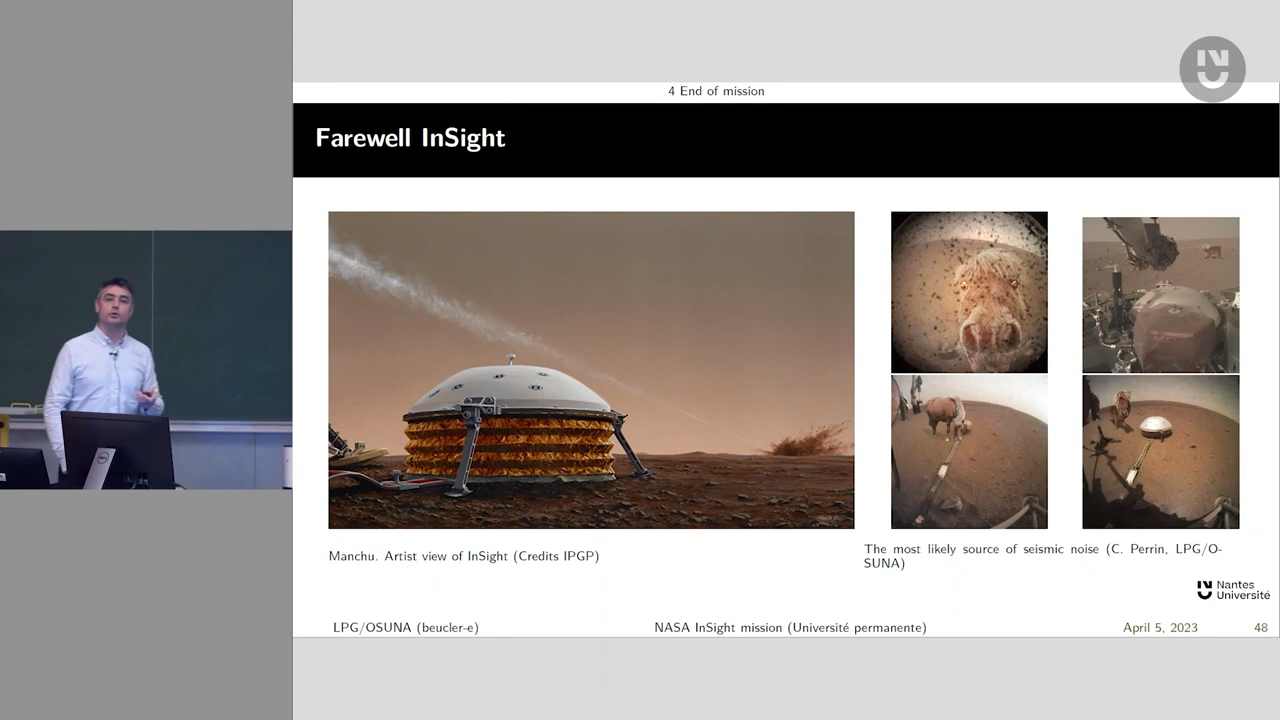 4 End of mission
Farewell InSight
Manchu. Artist view of InSight (Credits IPGP)
The most likely source of seismic noise (C. Perrin, LPG/O-
SUNA)
Nantes
Université
LPG/OSUNA (beucler-e)
NASA InSight mission (Université permanente)
April 5, 2023
48